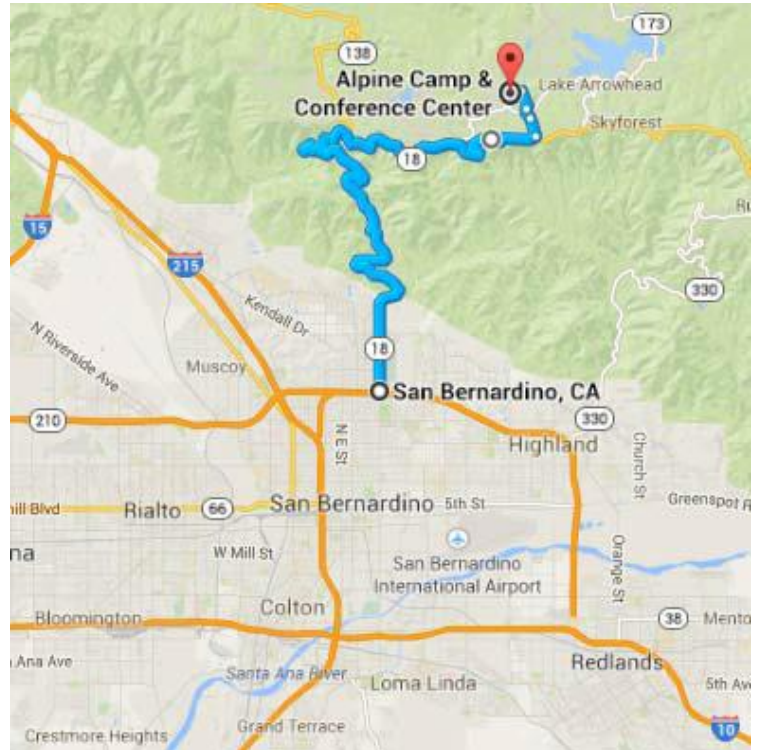 173
138
Alpine Camp &
Conference Center
Lake Arrowhead
Skyforest
18
Ru
15
215
330
Kendall Dr
N Riverside Ave
Muscoy
18
San Bernardino, CA
210
330
Highland
N E St
Church St
San Bernardino
5th St
Greenspot R
ill Blvd
Rialto
66
na
W Mill St
San Bernardino
International Airport
Orange St
Colton
Bloomington
38
Mento
Ana Ave
Santa Ana River
Redlands
Loma Linda
5th Av
Grand Terrace
Crestmore Heights
10